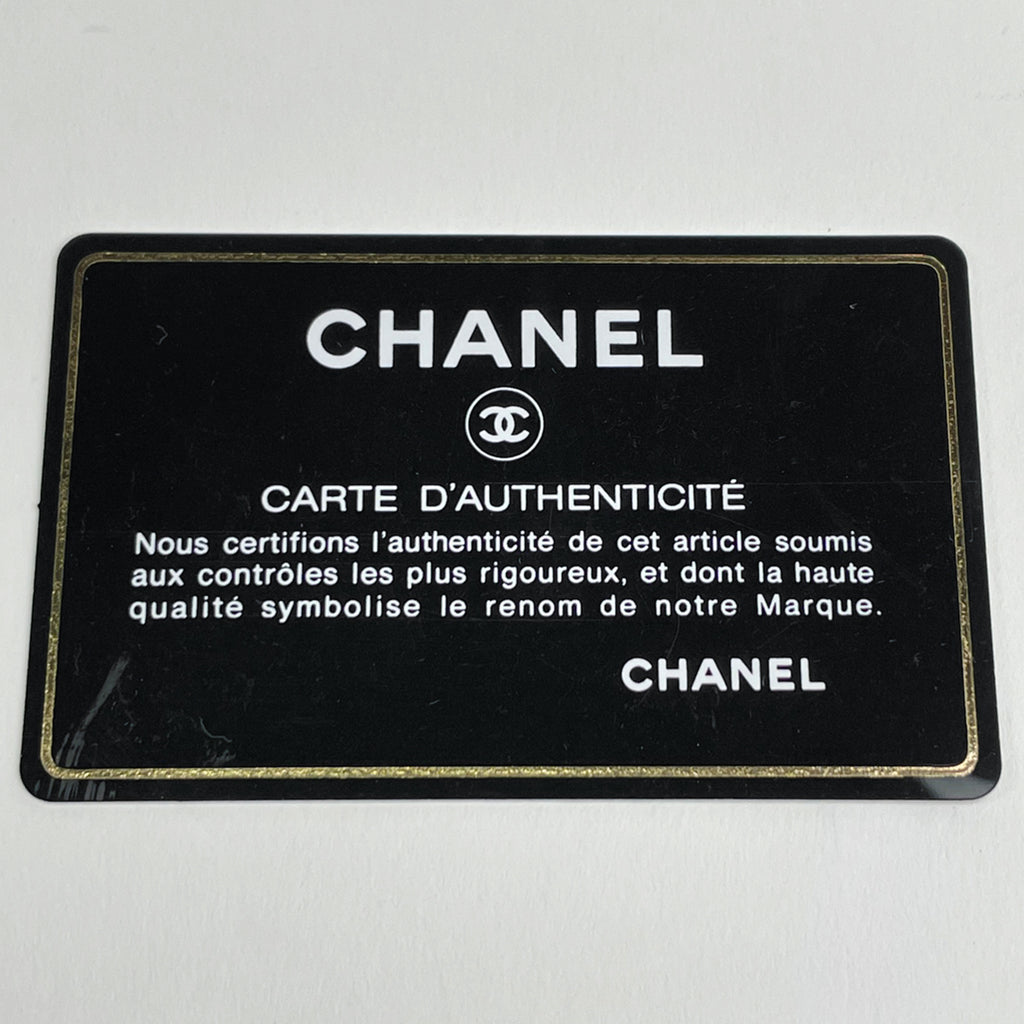 CHANEL
CARTE D'AUTHENTICITÉ
Nous certifions l'authenticité de cet article soumis
aux contrôles les plus rigoureux, et dont la haute
qualité symbolise le renom de notre Marque.
CHANEL